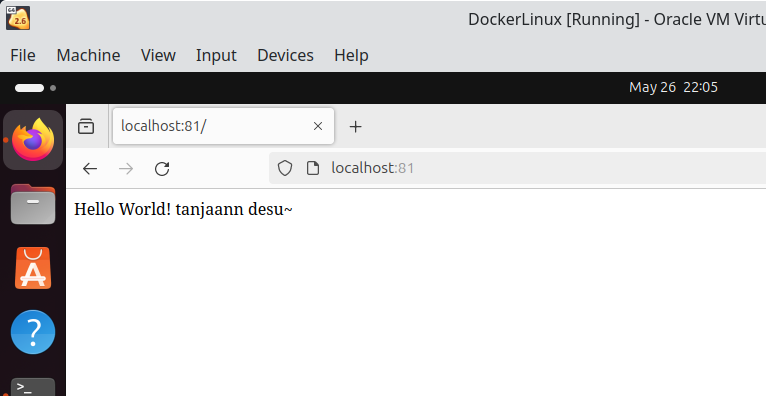 64
2.6
DockerLinux [Running] - Oracle VM Virtu
File Machine View Input Devices Help
May 26 22:05
localhost:81/
localhost:81
Hello World! tanjaann desu~
?
>_